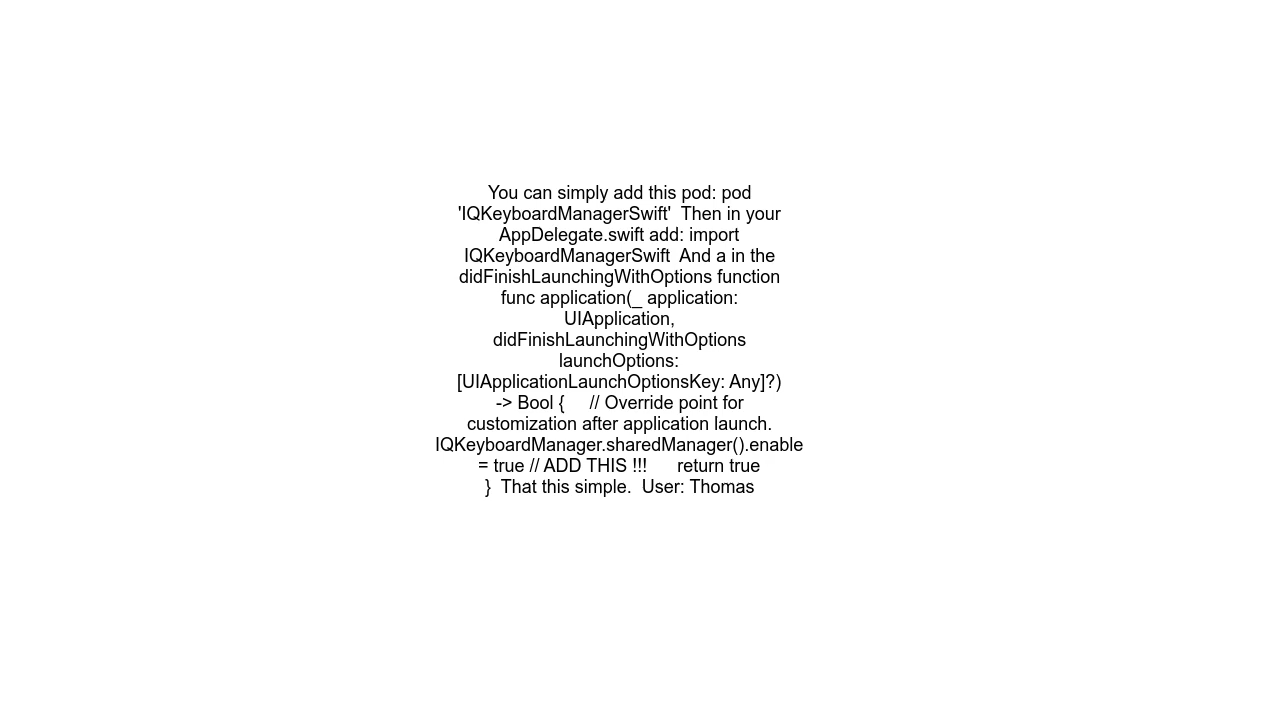 You can simply add this pod: pod
'IQKeyboardManagerSwift'  Then in your
AppDelegate.swift add: import
IQKeyboardManagerSwift  And a in the
didFinishLaunchingWithOptions function
func application(_ application:
UIApplication,
didFinishLaunchingWithOptions
launchOptions:
[UIApplicationLaunchOptionsKey: Any]?)
-> Bool {     // Override point for
customization after application launch.
IQKeyboardManager.sharedManager().enable
= true // ADD THIS !!!      return true
}  That this simple.  User: Thomas